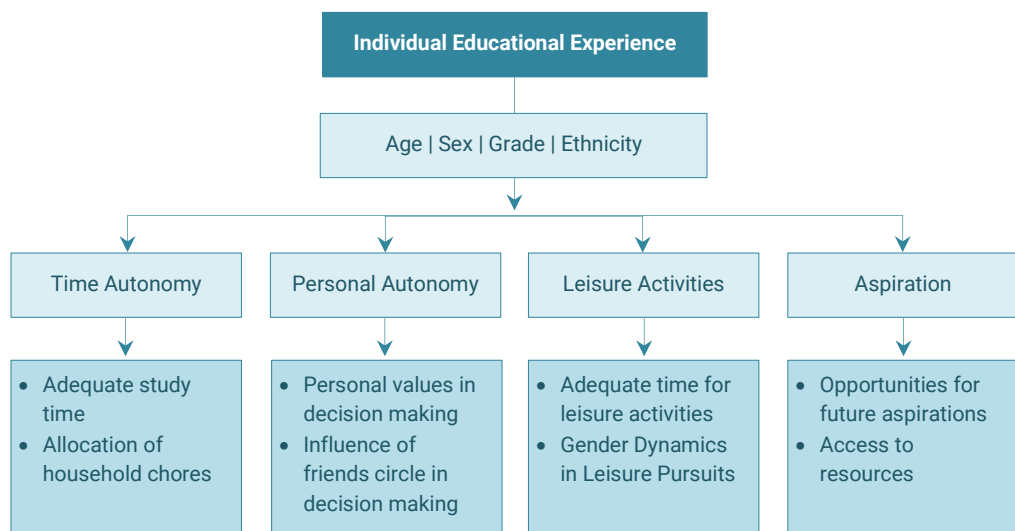 Individual Educational Experience
Age | Sex | Grade | Ethnicity
Time Autonomy
Personal Autonomy
Leisure Activities
Aspiration
• Adequate study
time
• Allocation of
household chores
• Personal values in
decision making
• Influence of
friends circle in
decision making
• Adequate time for
leisure activities
• Gender Dynamics
in Leisure Pursuits
• Opportunities for
future aspirations
• Access to
resources